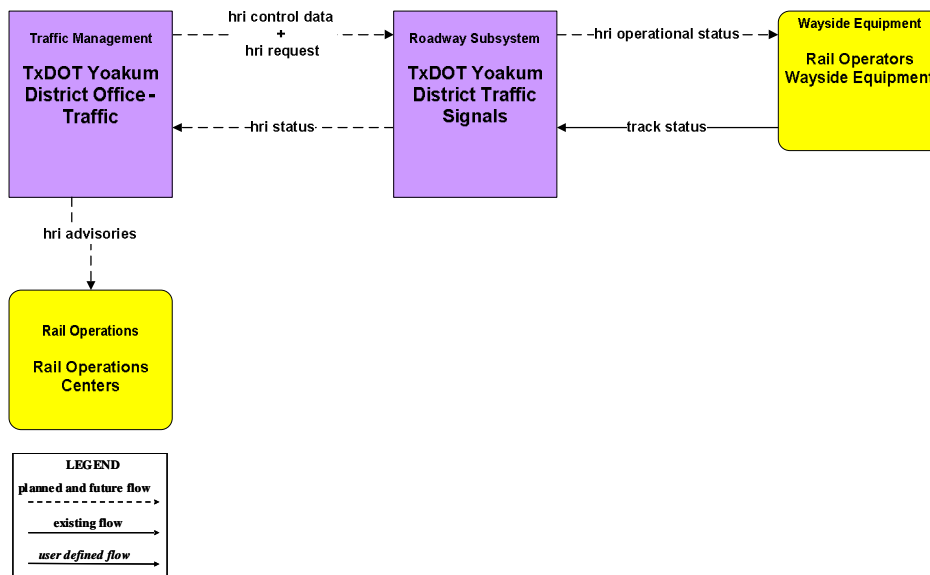 Traffic Management
TxDOT Yoakum
District Office -
Traffic
hri control data
+
hri request
Roadway Subsystem
TxDOT Yoakum
District Traffic
Signals
hri operational status
Wayside Equipment
Rail Operators
Wayside Equipment
hri status
track status
hri advisories
Rail Operations
Rail Operations
Centers
LEGEND
planned and future flow
existing flow
user defined flow